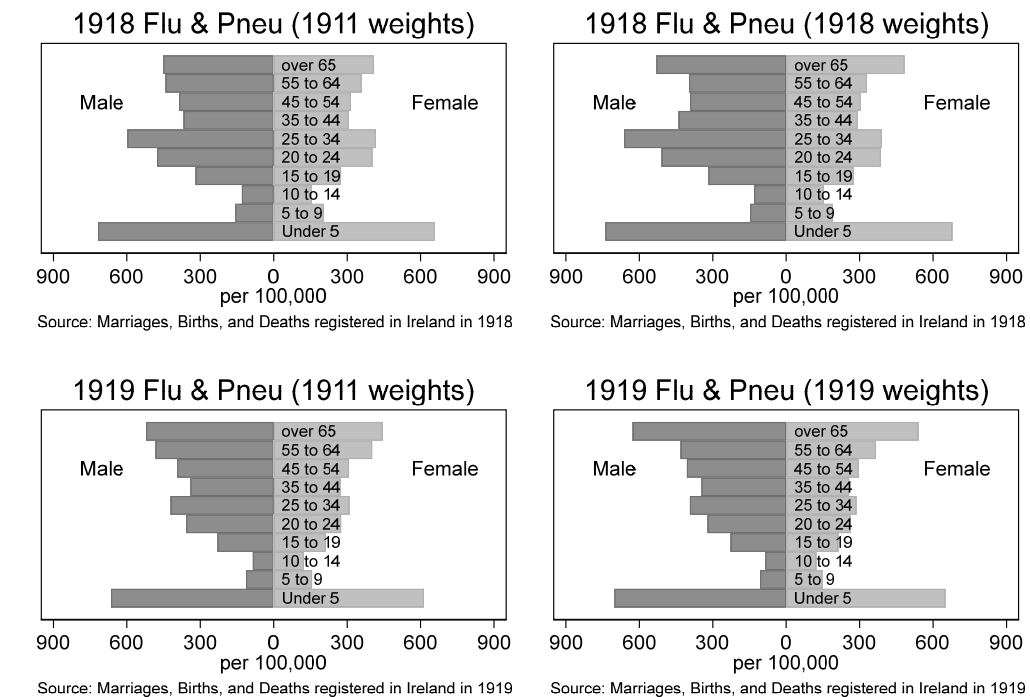 1918 Flu & Pneu (1911 weights)
Male
Female
over 65
55 to 64
45 to 54
35 to 44
25 to 34
20 to 24
15 to 19
10 to 14
5 to 9
Under 5
900 600 300 0 300 600 900
per 100,000
Source: Marriages, Births, and Deaths registered in Ireland in 1918
1918 Flu & Pneu (1918 weights)
Male
Female
over 65
55 to 64
45 to 54
35 to 44
25 to 34
20 to 24
15 to 19
10 to 14
5 to 9
Under 5
900 600 300 0 300 600 900
per 100,000
Source: Marriages, Births, and Deaths registered in Ireland in 1918
1919 Flu & Pneu (1911 weights)
Male
Female
over 65
55 to 64
45 to 54
35 to 44
25 to 34
20 to 24
15 to 19
10 to 14
5 to 9
Under 5
900 600 300 0 300 600 900
per 100,000
Source: Marriages, Births, and Deaths registered in Ireland in 1919
1919 Flu & Pneu (1919 weights)
Male
Female
over 65
55 to 64
45 to 54
35 to 44
25 to 34
20 to 24
15 to 19
10 to 14
5 to 9
Under 5
900 600 300 0 300 600 900
per 100,000
Source: Marriages, Births, and Deaths registered in Ireland in 1919